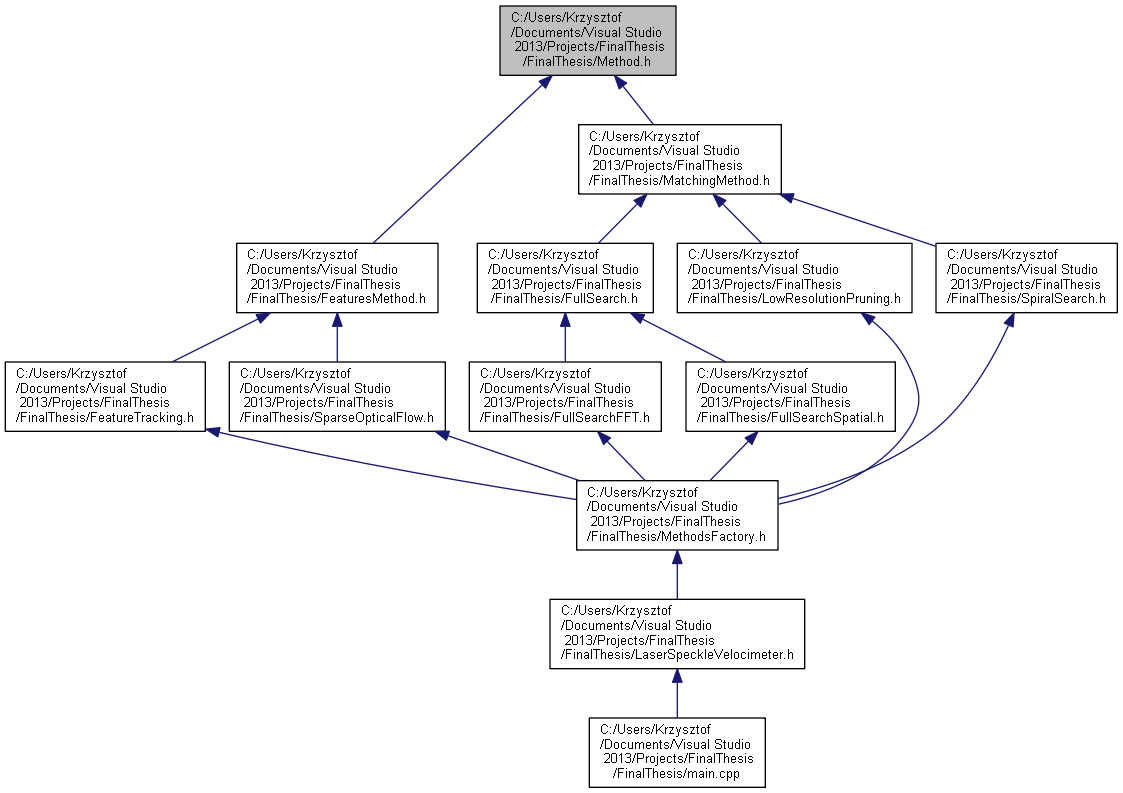 C:/Users/Krzysztof
/Documents/Visual Studio
2013/Projects/FinalThesis
/FinalThesis/Method.h
C:/Users/Krzysztof
/Documents/Visual Studio
2013/Projects/FinalThesis
/FinalThesis/MatchingMethod.h
C:/Users/Krzysztof
/Documents/Visual Studio
2013/Projects/FinalThesis
/FinalThesis/FeaturesMethod.h
C:/Users/Krzysztof
/Documents/Visual Studio
2013/Projects/FinalThesis
/FinalThesis/FullSearch.h
C:/Users/Krzysztof
/Documents/Visual Studio
2013/Projects/FinalThesis
/FinalThesis/LowResolutionPruning.h
C:/Users/Krzysztof
/Documents/Visual Studio
2013/Projects/FinalThesis
/FinalThesis/SpiralSearch.h
C:/Users/Krzysztof
/Documents/Visual Studio
2013/Projects/FinalThesis
/FinalThesis/FeatureTracking.h
C:/Users/Krzysztof
/Documents/Visual Studio
2013/Projects/FinalThesis
/FinalThesis/SparseOpticalFlow.h
C:/Users/Krzysztof
/Documents/Visual Studio
2013/Projects/FinalThesis
/FinalThesis/FullSearchFFT.h
C:/Users/Krzysztof
/Documents/Visual Studio
2013/Projects/FinalThesis
/FinalThesis/FullSearchSpatial.h
C:/Users/Krzysztof
/Documents/Visual Studio
2013/Projects/FinalThesis
/FinalThesis/MethodsFactory.h
C:/Users/Krzysztof
/Documents/Visual Studio
2013/Projects/FinalThesis
/FinalThesis/LaserSpeckleVelocimeter.h
C:/Users/Krzysztof
/Documents/Visual Studio
2013/Projects/FinalThesis
/FinalThesis/main.cpp